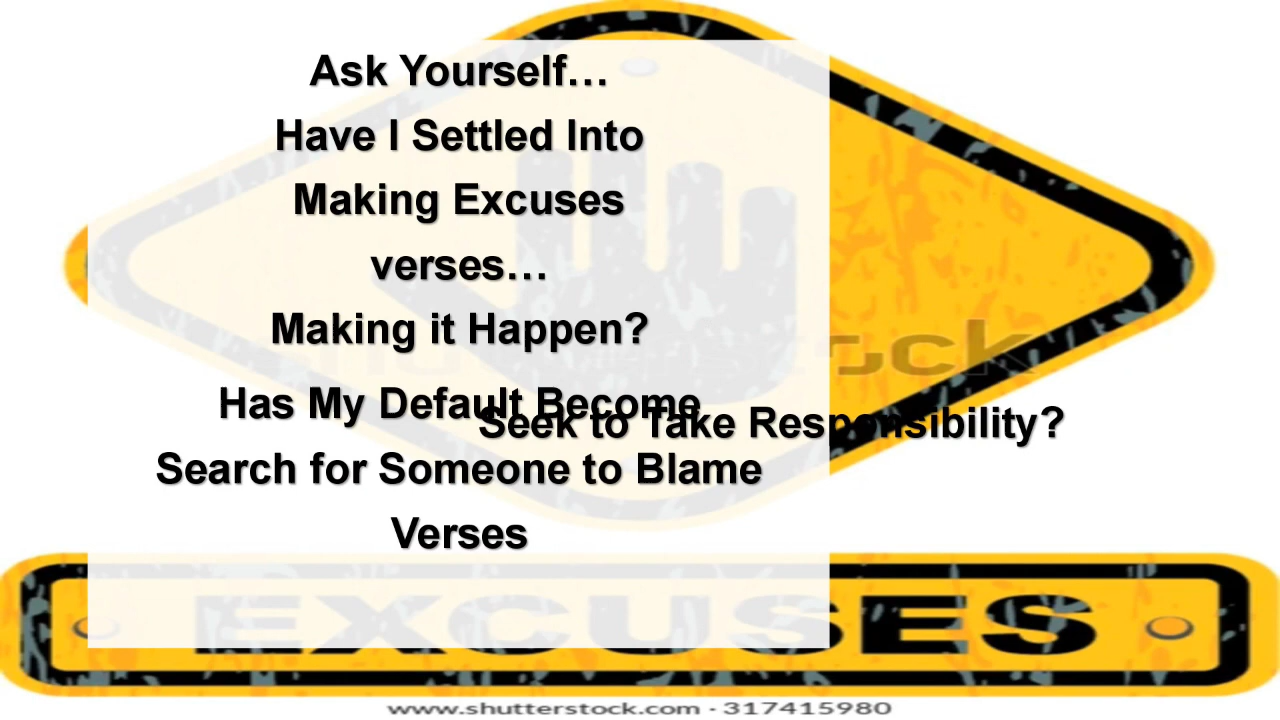 Ask Yourself…
Have I Settled Into
Making Excuses
verses…
Making it Happen?
Has My Default Become
Seek to Take Responsibility?
Search for Someone to Blame
Verses
EXCUSES
shutterstock
www.shutterstock.com · 317415980